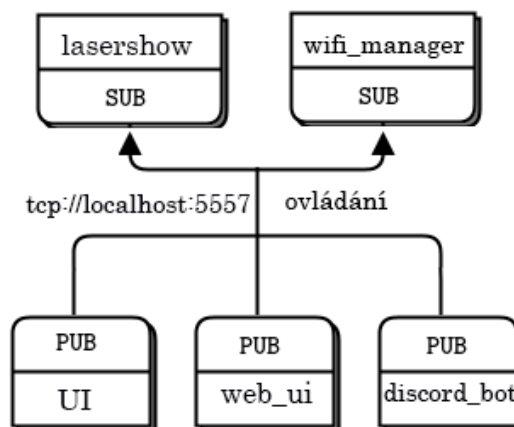 lasershow
SUB
wifi_manager
SUB
tcp://localhost:5557
ovládání
PUB
UI
PUB
web_ui
PUB
discord_bot